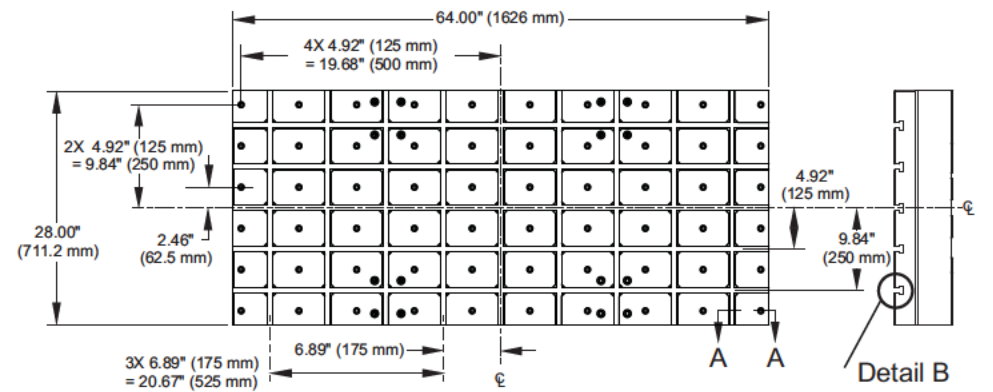 64.00" (1626 mm)
4X 4.92" (125 mm)
= 19.68" (500 mm)
2X 4.92" (125 mm)
= 9.84" (250 mm)
4.92"
(125 mm)
℄
28.00"
(711.2 mm)
2.46"
(62.5 mm)
9.84"
(250 mm)
6.89" (175 mm)
A A
3X 6.89" (175 mm)
= 20.67" (525 mm)
℄
Detail B